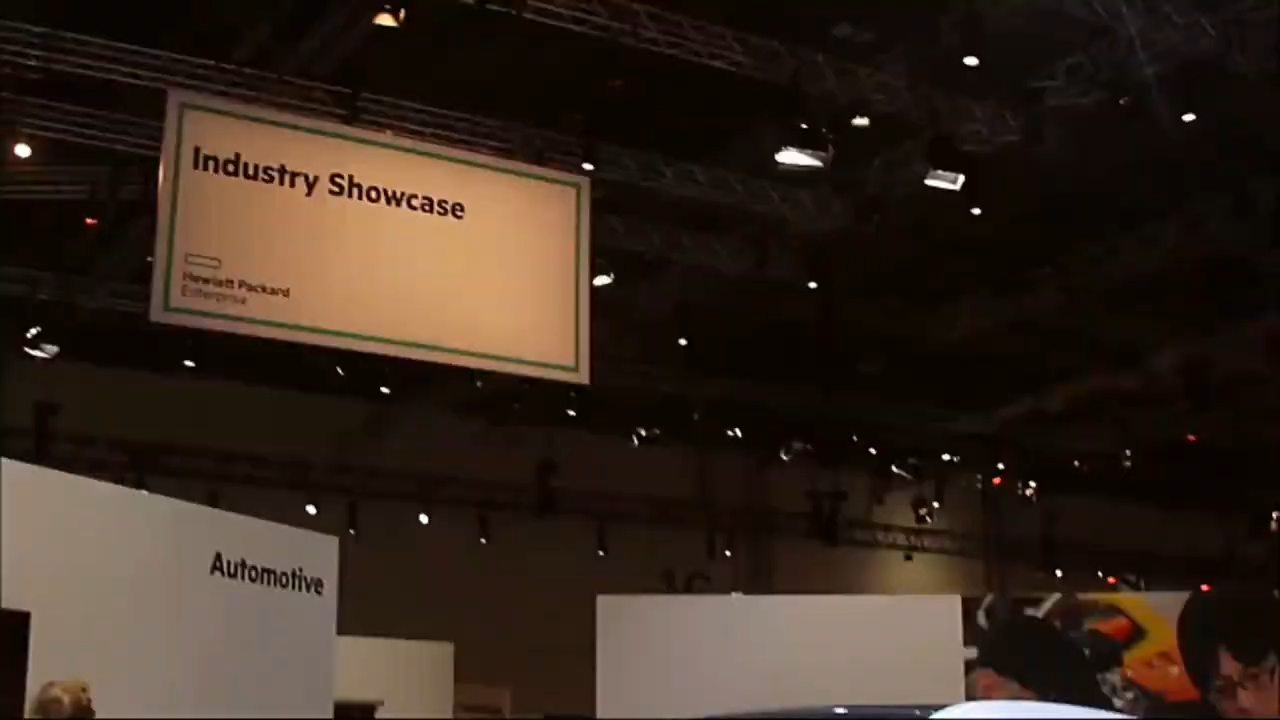 Industry Showcase
Hewlett Packard
Enterprise
Automotive